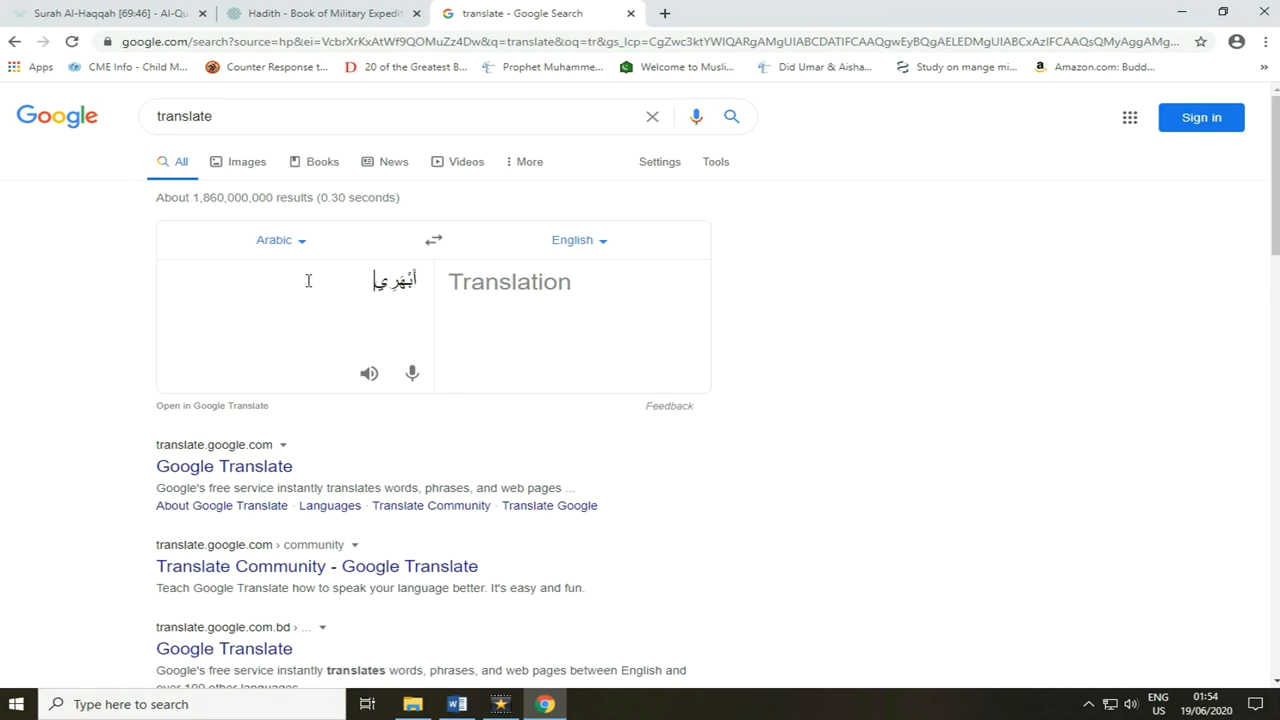 Surah Al-Haqqah [69:46] - Al-Qu
Hadith - Book of Military Expedit
translate - Google Search
google.com/search?source=hp&ei=VcbrXrKxAtWf9QOMuZz4Dw&q=translate&oq=tr&gs_lcp=CgZwc3ktYWIQARgAMgUIABCDATIFCAAQgwEyBQgAELEDMgUIABCxAzIFCAAQsQMyAggAMg...
Apps
CME Info - Child M...
Counter Response t...
20 of the Greatest B...
Prophet Muhamme...
Welcome to Musli...
Did Umar & Aisha...
Study on mange mi...
Amazon.com: Budd...
»
Google
translate
Sign in
All
Images
Books
News
Videos
More
Settings
Tools
About 1,860,000,000 results (0.30 seconds)
Arabic
English
أَبْهَرِي
Translation
Open in Google Translate
Feedback
translate.google.com
Google Translate
Google's free service instantly translates words, phrases, and web pages ...
About Google Translate · Languages · Translate Community · Translate Google
translate.google.com › community
Translate Community - Google Translate
Teach Google Translate how to speak your language better. It's easy and fun.
translate.google.com.bd › ...
Google Translate
Google's free service instantly translates words, phrases, and web pages between English and
over 100 other languages.
Type here to search
ENG
US
01:54
19/06/2020